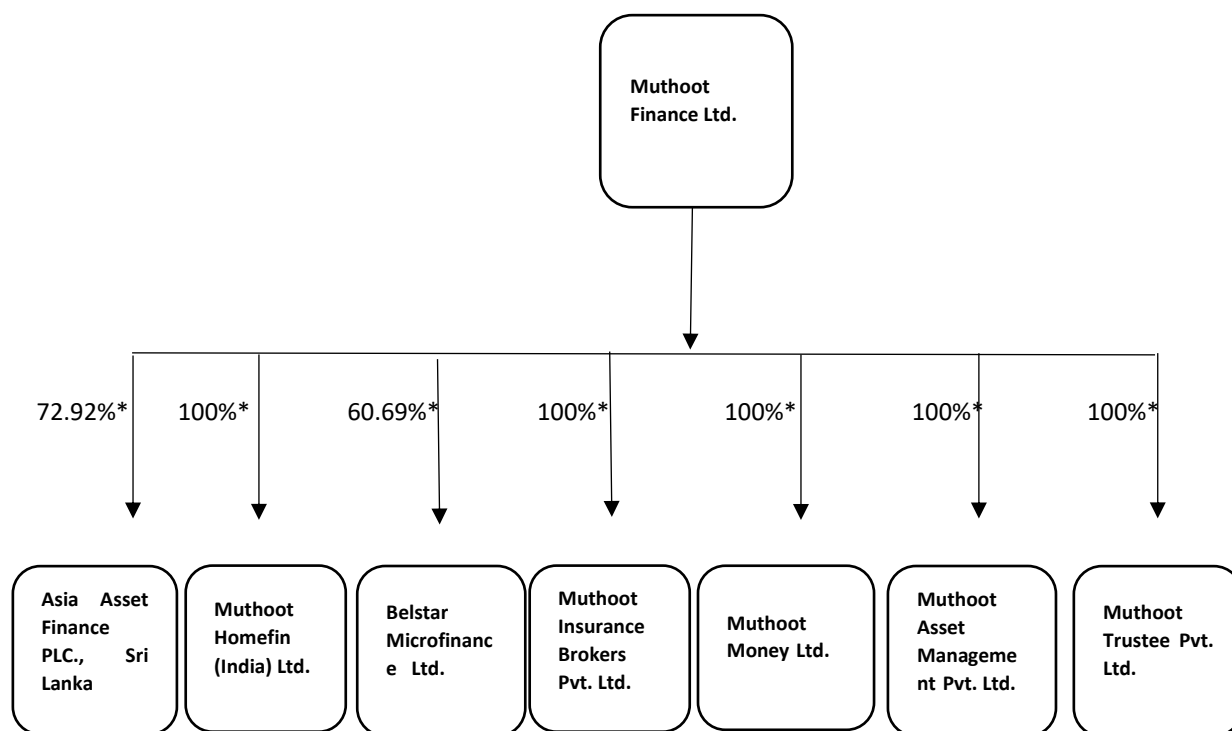 Muthoot
Finance Ltd.
72.92%*
100%*
60.69%*
100%*
100%*
100%*
100%*
Asia Asset
Finance
PLC., Sri
Lanka
Muthoot
Homefin
(India) Ltd.
Belstar
Microfinanc
e Ltd.
Muthoot
Insurance
Brokers
Pvt. Ltd.
Muthoot
Money Ltd.
Muthoot
Asset
Manageme
nt Pvt. Ltd.
Muthoot
Trustee Pvt.
Ltd.